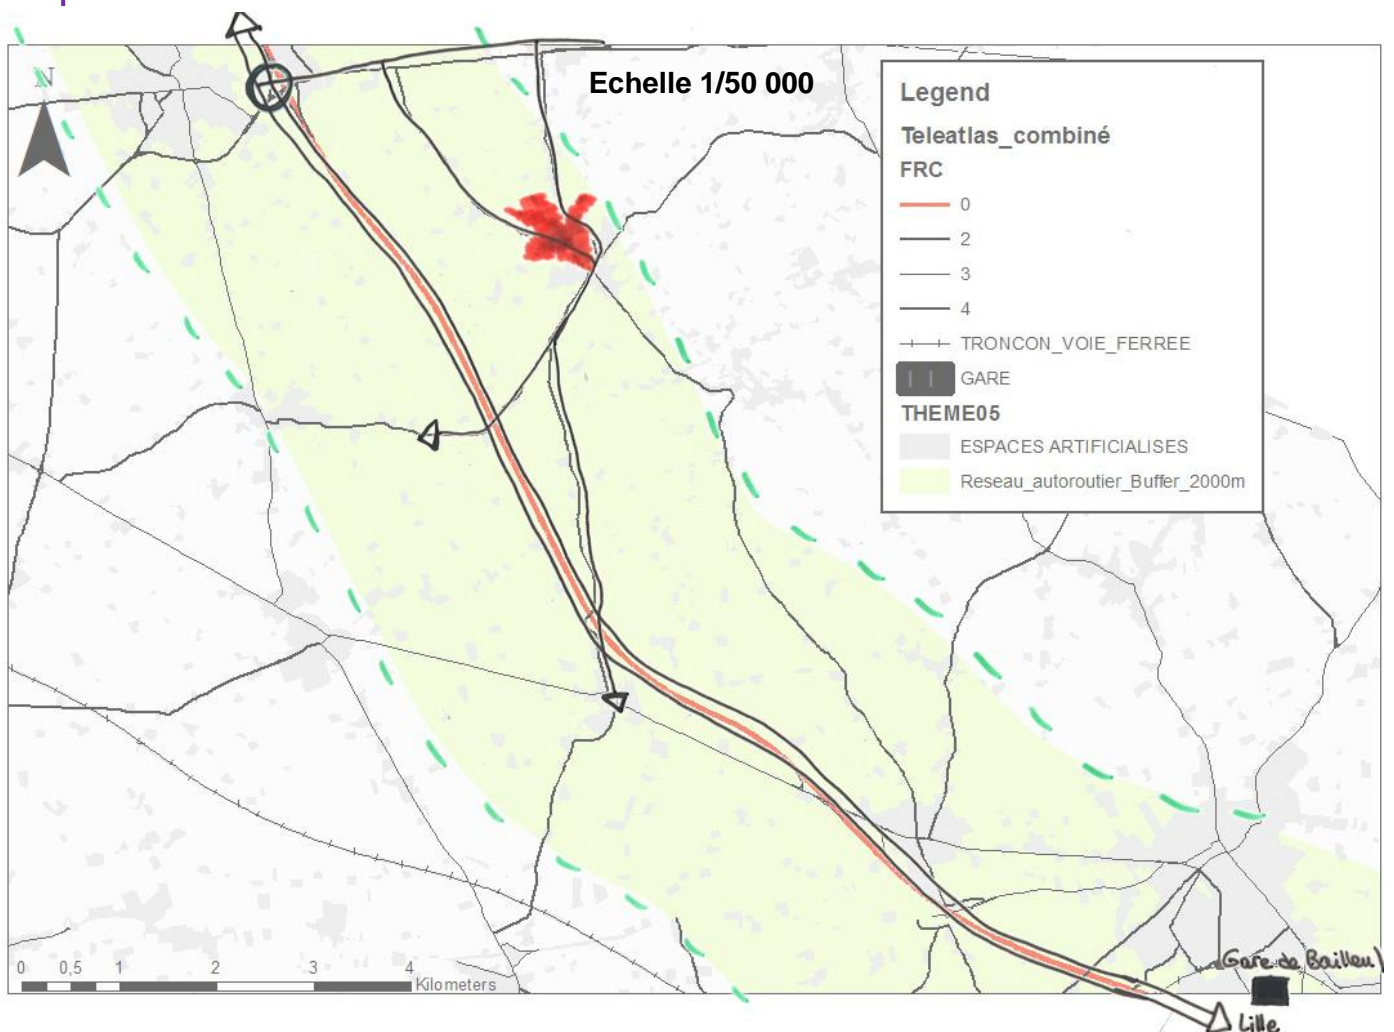 N
Echelle 1/50 000
Legend
Teleatlas_combiné
FRC
0
2
3
4
TRONCON_VOIE_FERREE
GARE
THEME05
ESPACES ARTIFICIALISES
Reseau_autoroutier_Buffer_2000m
0 0,5 1 2 3 4
Kilometers
Gare de Bailleul
Lille